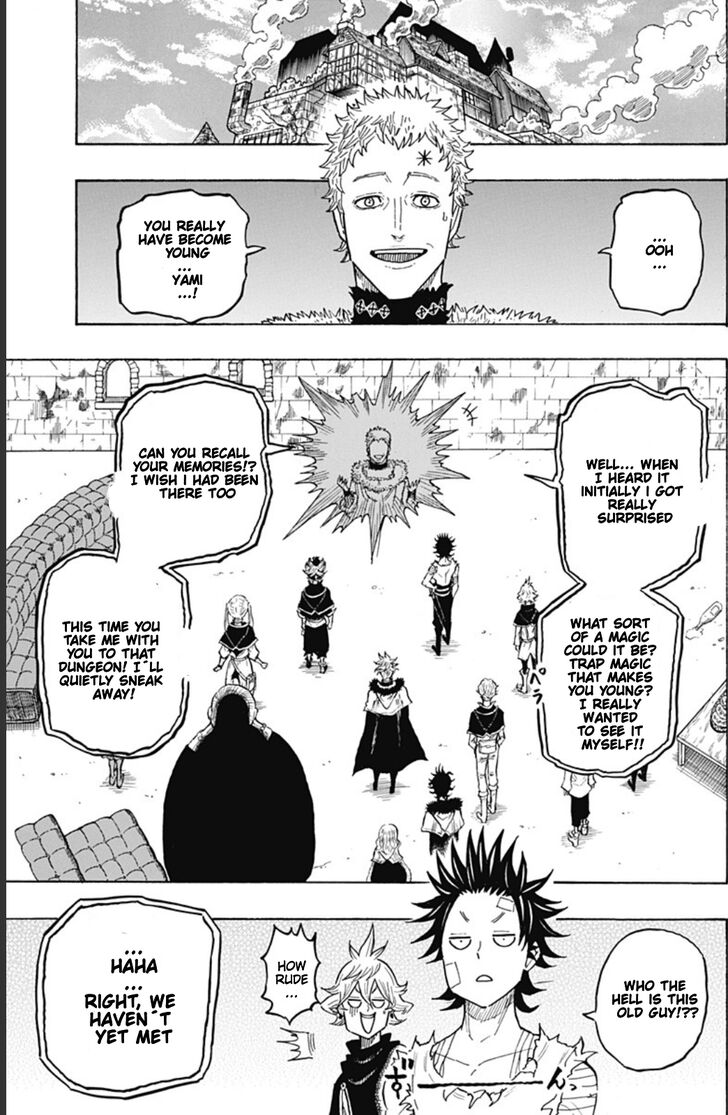 ...
OOH
...
YOU REALLY
HAVE BECOME
YOUNG
...
YAMI
...!
WELL... WHEN
I HEARD IT
INITIALLY I GOT
REALLY
SURPRISED
WHAT SORT
OF A MAGIC
COULD IT BE?
TRAP MAGIC
THAT MAKES
YOU YOUNG?
I REALLY
WANTED
TO SEE IT
MYSELF!!
ペラ
CAN YOU RECALL
YOUR MEMORIES!?
I WISH I HAD BEEN
THERE TOO
THIS TIME YOU
TAKE ME WITH
YOU TO THAT
DUNGEON! I´LL
QUIETLY SNEAK
AWAY!
WHO THE
HELL IS THIS
OLD GUY!??
HOW
RUDE
...
...
HAHA
...
RIGHT, WE
HAVEN´T
YET MET